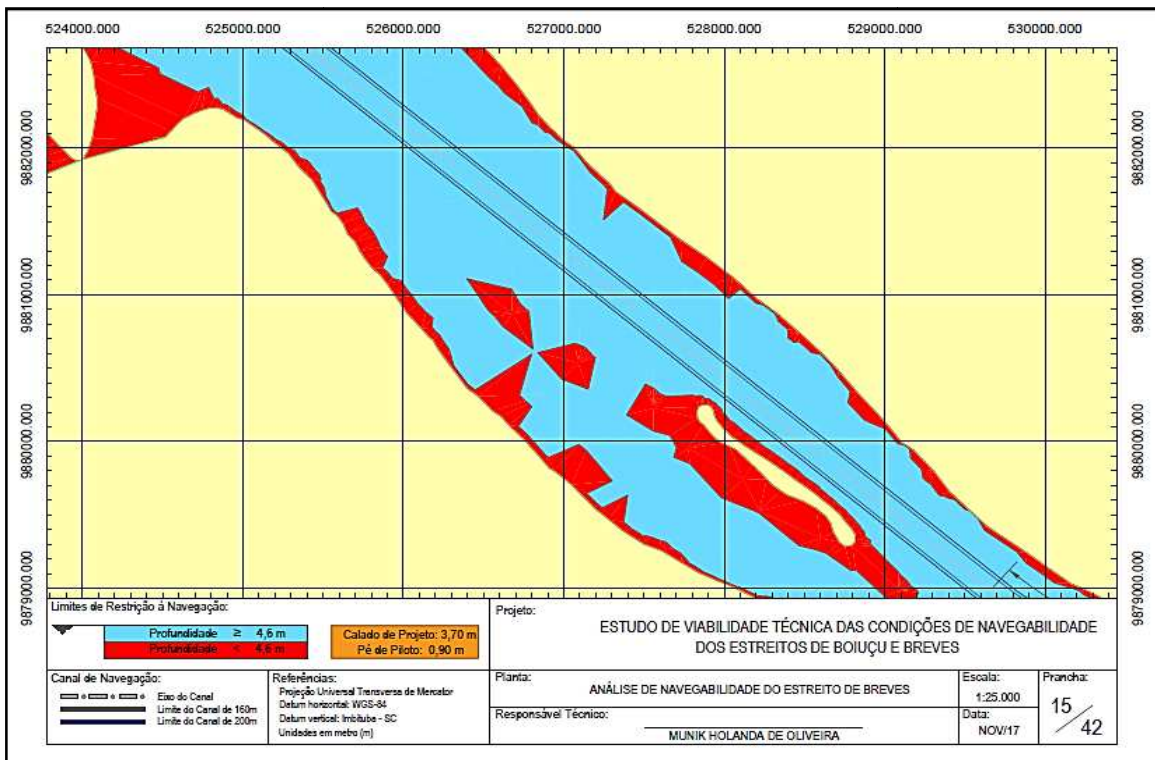 524000.000 525000.000 526000.000 527000.000 528000.000 529000.000 530000.000
9882000.000
9881000.000
9880000.000
9879000.000
9882000.000
9881000.000
9880000.000
9879000.000
Limites de Restrição à Navegação:
Profundidade ≥ 4,6 m
Profundidade < 4,6 m
Calado de Projeto: 3,70 m
Pé de Piloto: 0,90 m
Canal de Navegação:
Eixo do Canal
Limite do Canal de 160m
Limite do Canal de 200m
Referências:
Projeção Universal Transversa de Mercator
Datum horizontal: WGS-84
Datum vertical: Imbituba - SC
Unidades em metro (m)
Projeto:
ESTUDO DE VIABILIDADE TÉCNICA DAS CONDIÇÕES DE NAVEGABILIDADE
DOS ESTREITOS DE BOIUÇU E BREVES
Planta:
ANÁLISE DE NAVEGABILIDADE DO ESTREITO DE BREVES
Responsável Técnico:
MUNIK HOLANDA DE OLIVEIRA
Escala:
1:25.000
Data:
NOV/17
Prancha:
15
/ 42